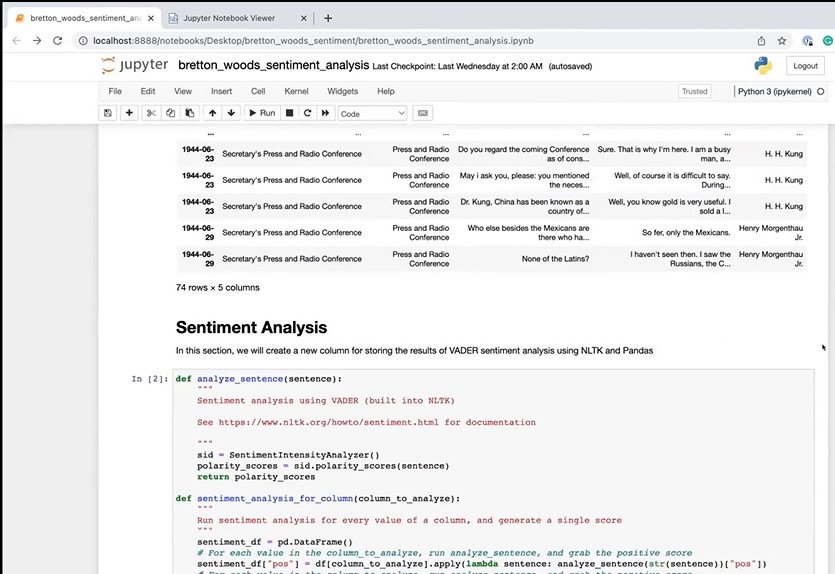 bretton_woods_sentiment_ana
Jupyter Notebook Viewer
localhost:8888/notebooks/Desktop/bretton_woods_sentiment/bretton_woods_sentiment_analysis.ipynb
jupyter bretton_woods_sentiment_analysis Last Checkpoint: Last Wednesday at 2:00 AM (autosaved)
Logout
File Edit View Insert Cell Kernel Widgets Help
Trusted Python 3 (ipykernel)
Run Code
... ... ... ... ... ...
1944-06-
23 Secretary's Press and Radio Conference Press and Radio
Conference Do you regard the coming Conference
as of cons... Sure. That is why I'm here. I am a busy
man, a... H. H. Kung
1944-06-
23 Secretary's Press and Radio Conference Press and Radio
Conference May i ask you, please: you mentioned
the neces... Well, of course it is difficult to say.
During... H. H. Kung
1944-06-
23 Secretary's Press and Radio Conference Press and Radio
Conference Dr. Kung, China has been known as a
country of... Well, you know gold is very useful. I
sold a l... H. H. Kung
1944-06-
29 Secretary's Press and Radio Conference Press and Radio
Conference Who else besides the Mexicans are
there who ha... So fer, only the Mexicans. Henry Morgenthau
Jr.
1944-06-
29 Secretary's Press and Radio Conference Press and Radio
Conference None of the Latins? I haven't seen then. I saw the
Russians, the C... Henry Morgenthau
Jr.
74 rows × 5 columns
Sentiment Analysis
In this section, we will create a new column for storing the results of VADER sentiment analysis using NLTK and Pandas
In [2]: def analyze_sentence(sentence):
"""
Sentiment analysis using VADER (built into NLTK)
See https://www.nltk.org/howto/sentiment.html for documentation
"""
sid = SentimentIntensityAnalyzer()
polarity_scores = sid.polarity_scores(sentence)
return polarity_scores
def sentiment_analysis_for_column(column_to_analyze):
"""
Run sentiment analysis for every value of a column, and generate a single score
"""
sentiment_df = pd.DataFrame()
# For each value in the column_to_analyze, run analyze_sentence, and grab the positive score
sentiment_df["pos"] = df[column_to_analyze].apply(lambda sentence: analyze_sentence(str(sentence))["pos"])